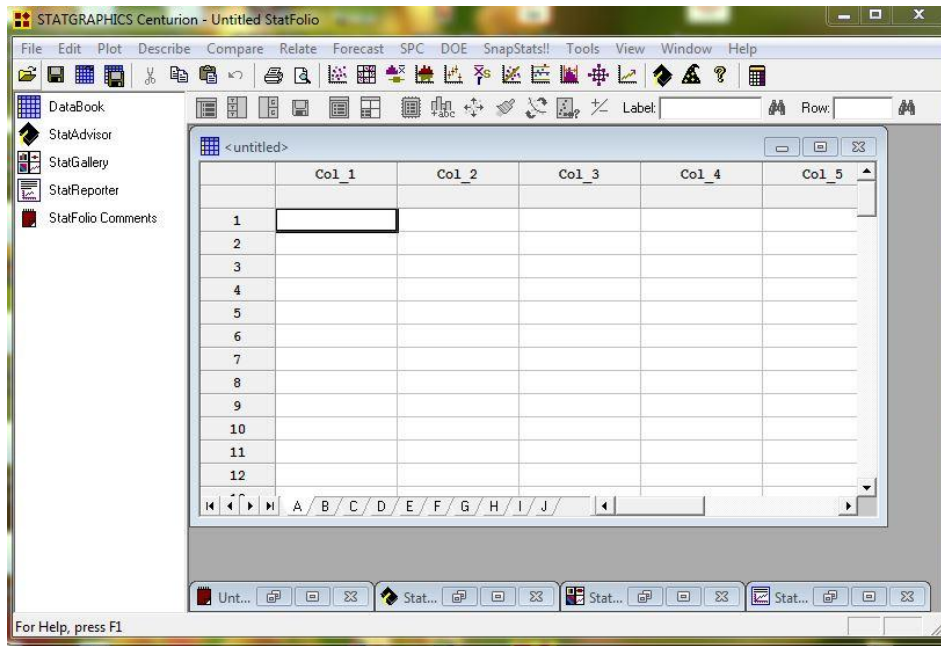 STATGRAPHICS Centurion - Untitled StatFolio
File Edit Plot Describe Compare Relate Forecast SPC DOE SnapStats!! Tools View Window Help
Label: Row:
DataBook
StatAdvisor
StatGallery
StatReporter
StatFolio Comments
<untitled>
Col_1 Col_2 Col_3 Col_4 Col_5
1
2
3
4
5
6
7
8
9
10
11
12
A B C D E F G H I J
Unt... Stat... Stat... Stat...
For Help, press F1